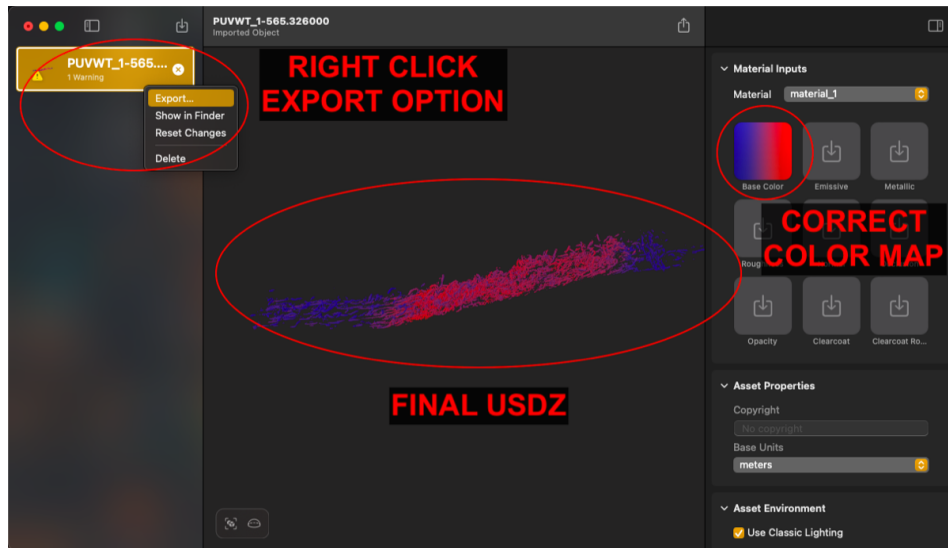 PUVWT_1-565.326000
Imported Object
PUVWT_1-565....
1 Warning
Export...
Show in Finder
Reset Changes
Delete
RIGHT CLICK
EXPORT OPTION
FINAL USDZ
Material Inputs
Material material_1
Base Color Emissive Metallic
CORRECT
COLOR MAP
Opacity Clearcoat Clearcoat Ro...
Asset Properties
Copyright
No copyright
Base Units
meters
Asset Environment
Use Classic Lighting